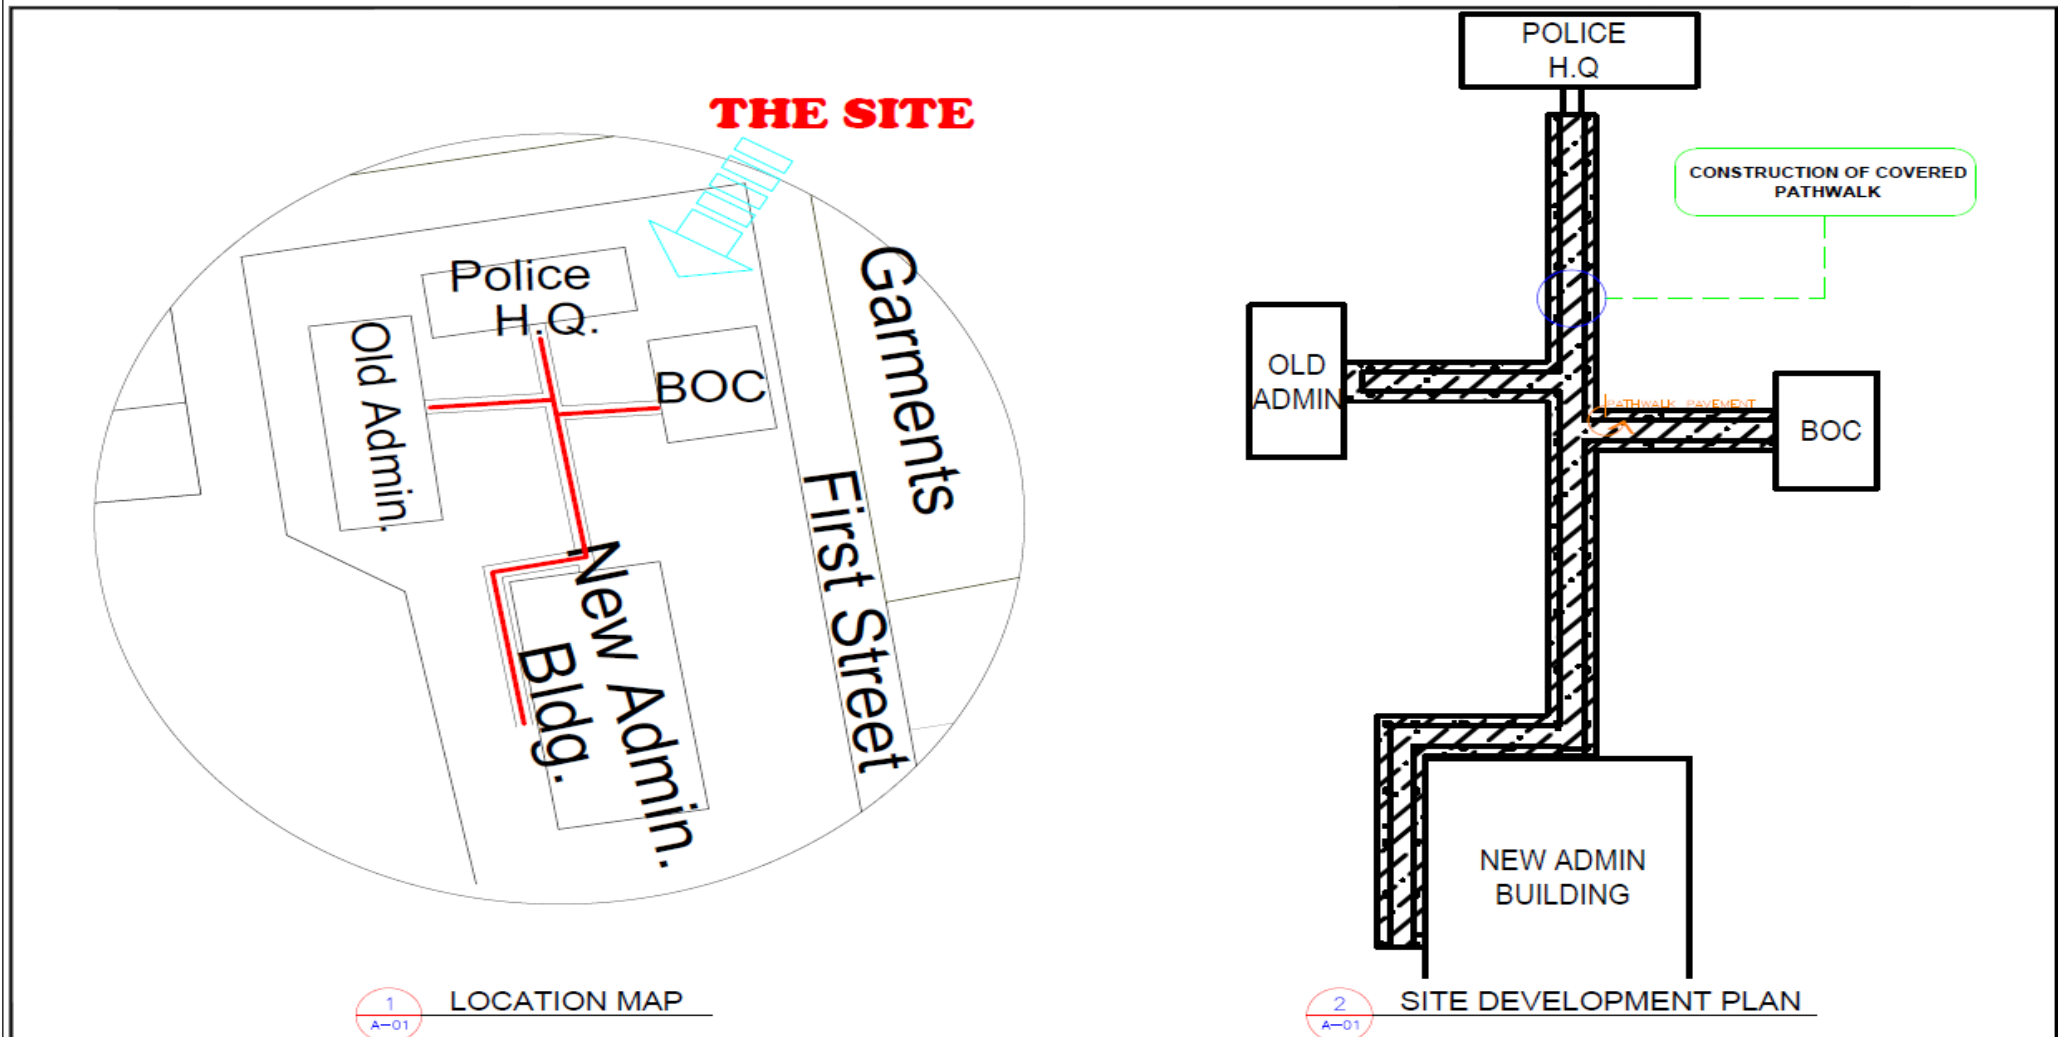 THE SITE
Police
H.Q.
Old Admin.
BOC
Garments
First Street
New Admin.
Bldg.
1
A-01
LOCATION MAP
POLICE
H.Q
CONSTRUCTION OF COVERED
PATHWALK
OLD
ADMIN
PATHWALK PAVEMENT
BOC
NEW ADMIN
BUILDING
2
A-01
SITE DEVELOPMENT PLAN